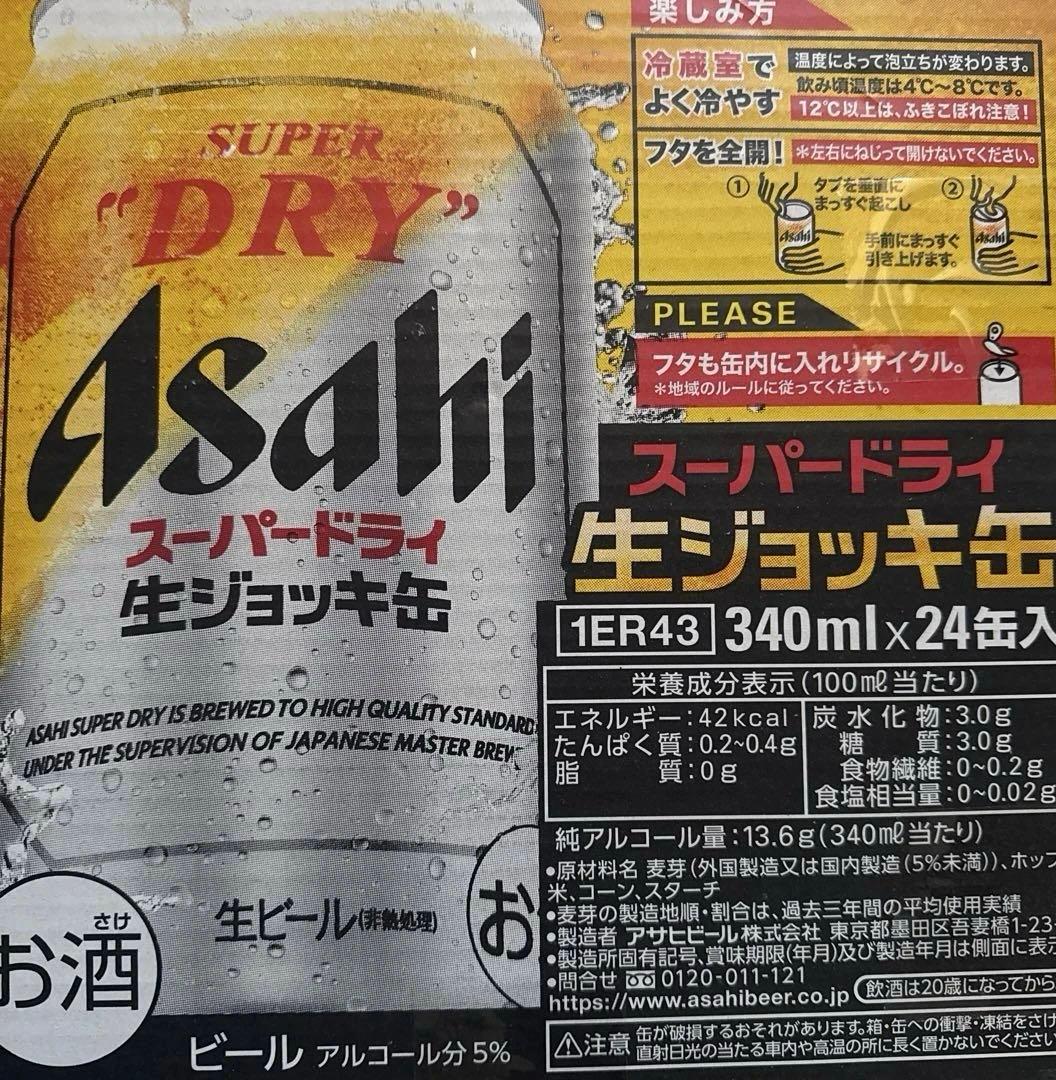 SUPER
"DRY"
Asahi
スーパードライ
生ジョッキ缶
ASAHI SUPER DRY IS BREWED TO HIGH QUALITY STANDARD
UNDER THE SUPERVISION OF JAPANESE MASTER
生ビール(非熱処理)
さけ
お酒
お
ビール アルコール分5%
楽しみ方
冷蔵室で
よく冷やす
温度によって泡立ちが変わります。
飲み頃温度は4℃～8℃です。
12℃以上は、ふきこぼれ注意!
フタを全開! *左右にねじって開けないでください。
① タブを垂直に
まっすぐ起こし
Asahi
② 手前にまっすぐ
引き上げます。
Asahi
PLEASE
フタも缶内に入れリサイクル。
*地域のルールに従ってください。
スーパードライ
生ジョッキ缶
1ER43 340ml×24缶入
栄養成分表示(100ml当たり)
エネルギー:42kcal
たんぱく質:0.2~0.4g
脂質:0g
炭水化物:3.0g
糖質:3.0g
食物繊維:0~0.2g
食塩相当量:0~0.02g
純アルコール量:13.6g(340ml当たり)
•原材料名 麦芽(外国製造又は国内製造(5%未満))、ホップ
米、コーン、スターチ
•麦芽の製造地順・割合は、過去三年間の平均使用実績
•製造者 アサヒビール株式会社 東京都墨田区吾妻橋1-23
•製造所固有記号、賞味期限(年月)及び製造年月は側面に表示
•問合せ 0120-011-121
https://www.asahibeer.co.jp 飲酒は20歳になってから
注意 缶が破損するおそれがあります。箱・缶への衝撃・凍結をさけ
直射日光の当たる車内や高温の所に長く置かないでください